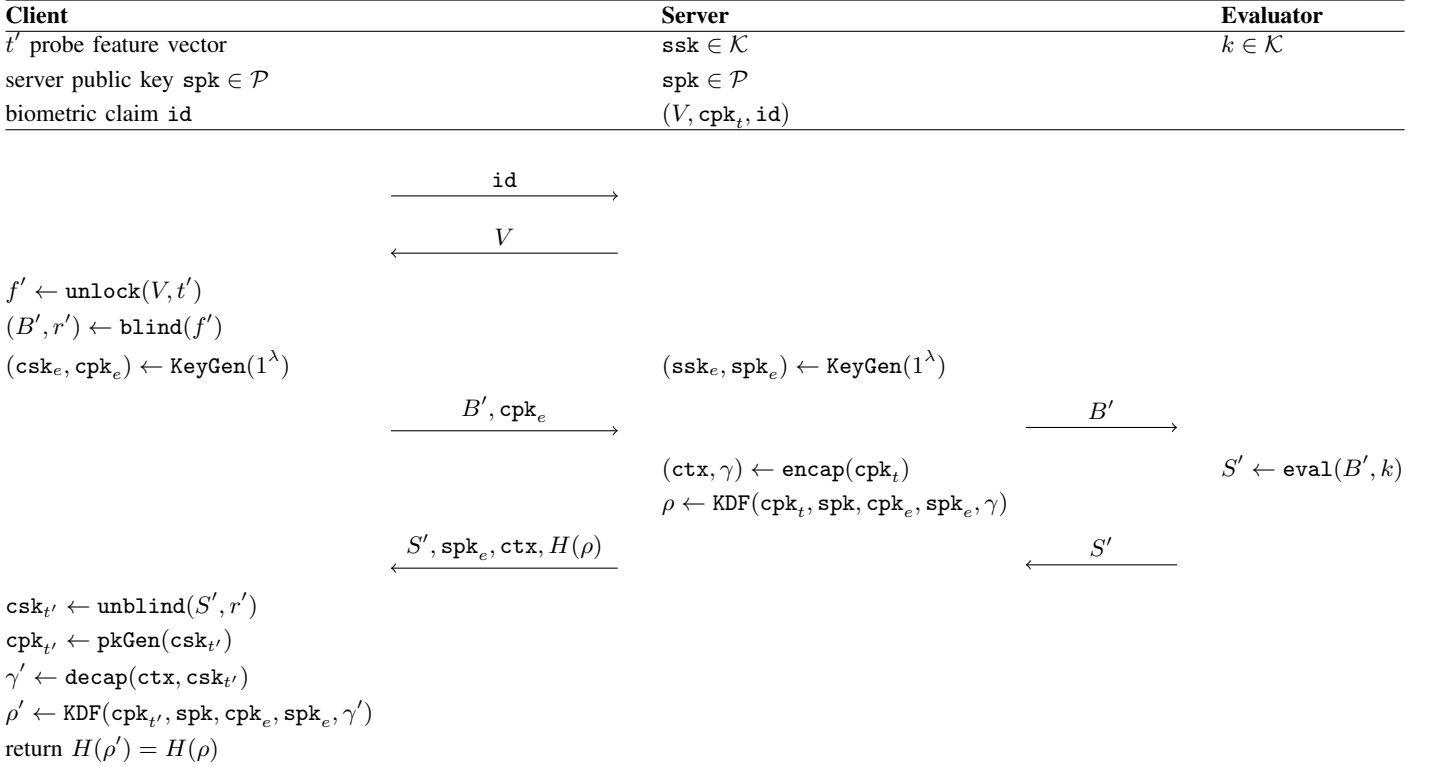 Client Server Evaluator
t′ probe feature vector ssk ∈ 𝒦 k ∈ 𝒦
server public key spk ∈ 𝒫 spk ∈ 𝒫
biometric claim id (V, cpk_t, id)
id
V
f′ ← unlock(V, t′)
(B′, r′) ← blind(f′)
(csk_e, cpk_e) ← KeyGen(1^λ) (ssk_e, spk_e) ← KeyGen(1^λ)
B′, cpk_e B′
(ctx, γ) ← encap(cpk_t) S′ ← eval(B′, k)
ρ ← KDF(cpk_t, spk, cpk_e, spk_e, γ)
S′, spk_e, ctx, H(ρ) S′
csk_t′ ← unblind(S′, r′)
cpk_t′ ← pkGen(csk_t′)
γ′ ← decap(ctx, csk_t′)
ρ′ ← KDF(cpk_t′, spk, cpk_e, spk_e, γ′)
return H(ρ′) = H(ρ)